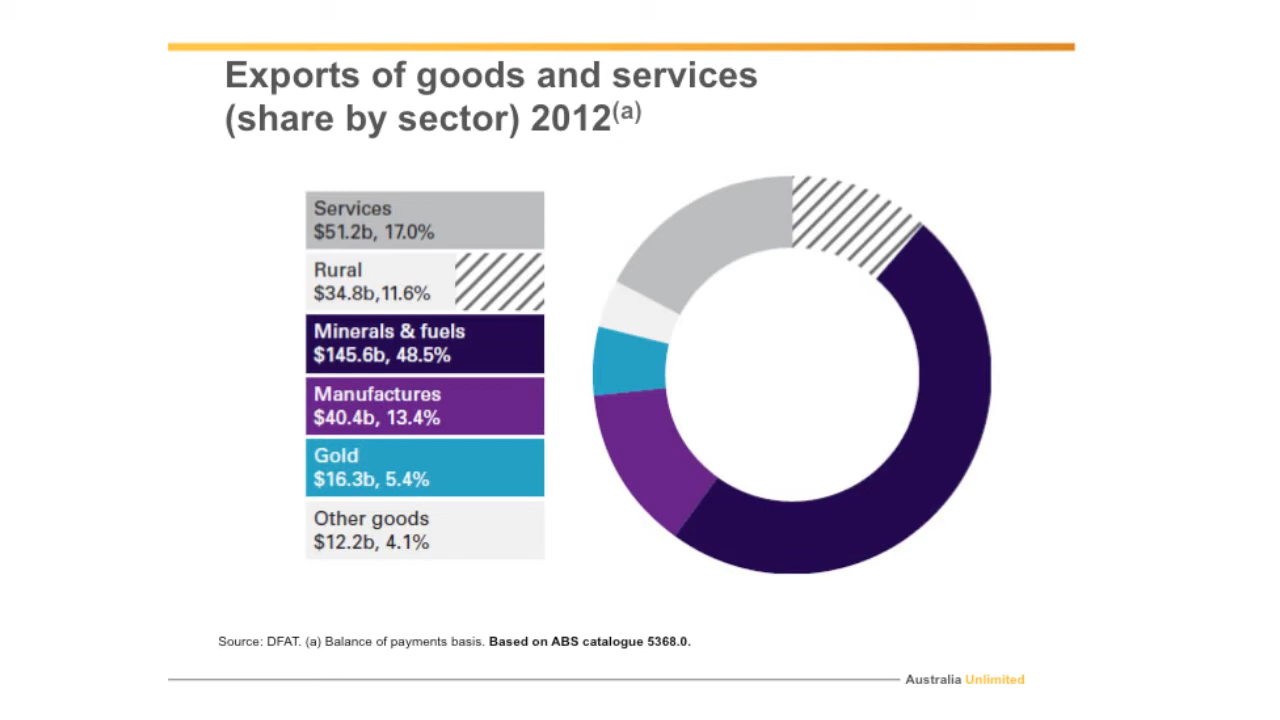 Exports of goods and services
(share by sector) 2012(a)
Services
$51.2b, 17.0%
Rural
$34.8b,11.6%
Minerals & fuels
$145.6b, 48.5%
Manufactures
$40.4b, 13.4%
Gold
$16.3b, 5.4%
Other goods
$12.2b, 4.1%
Source: DFAT. (a) Balance of payments basis. Based on ABS catalogue 5368.0.
Australia Unlimited